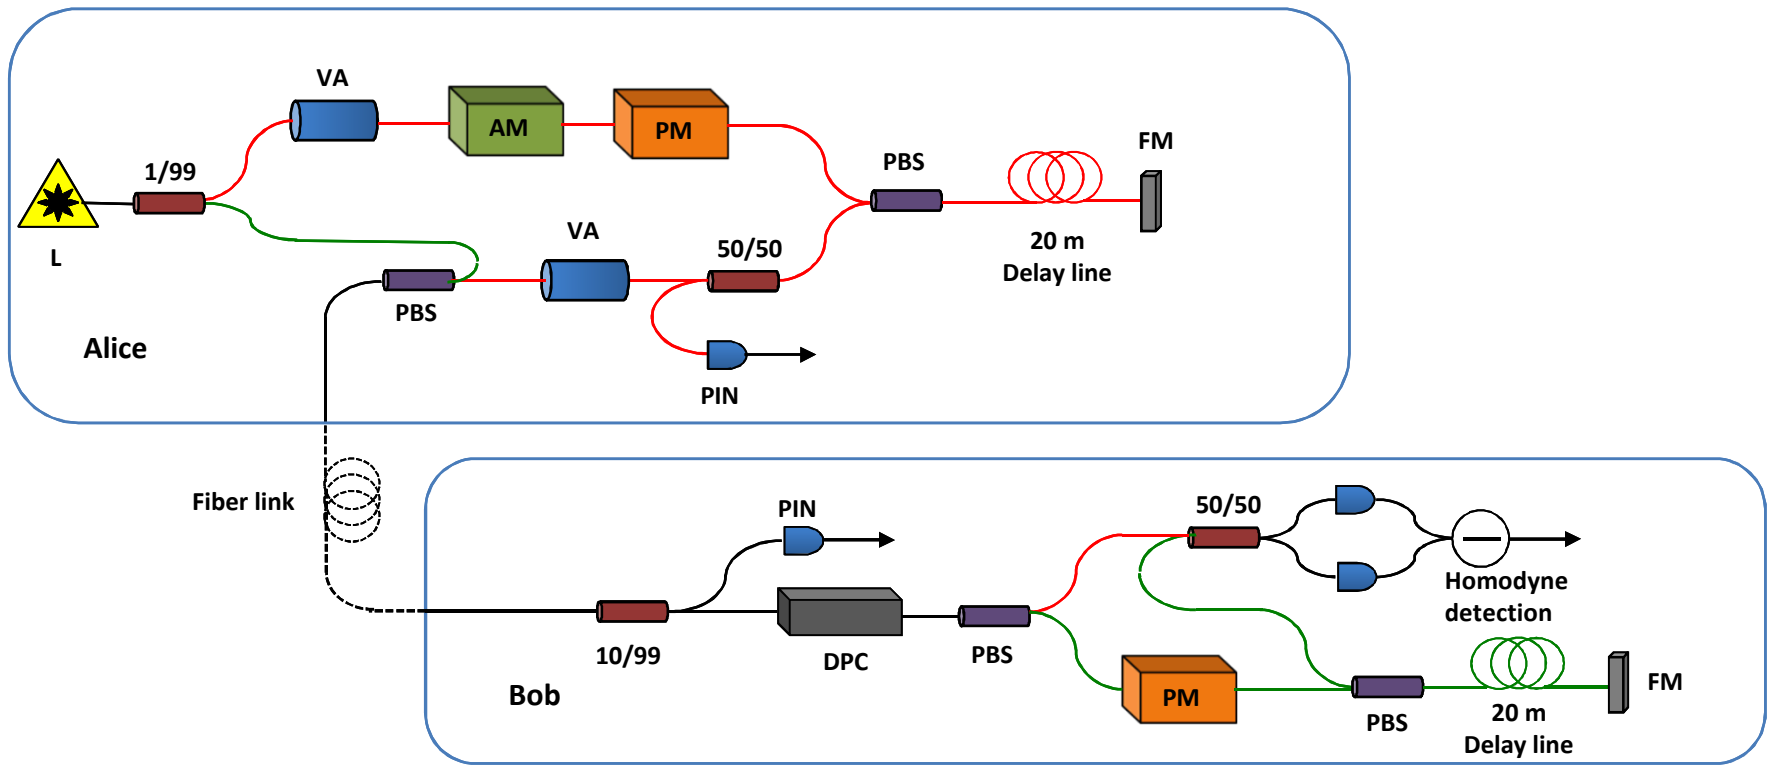 VA
AM
PM
1/99
L
PBS
FM
20 m
Delay line
VA
50/50
PBS
PIN
Alice
Fiber link
PIN
50/50
Homodyne
detection
10/99
DPC
PBS
PM
PBS
20 m
Delay line
FM
Bob